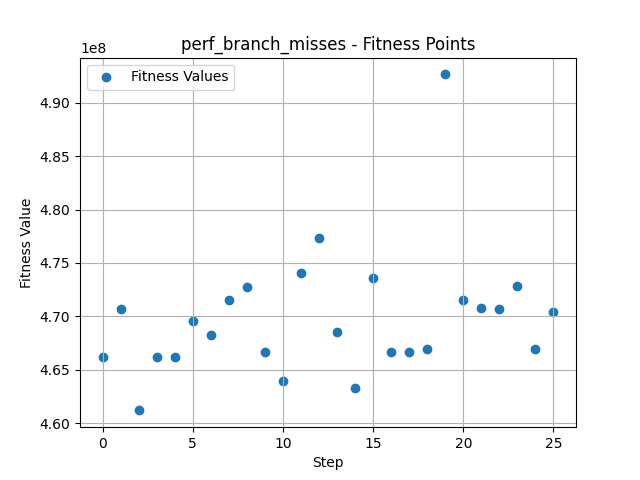 perf_branch_misses - Fitness Points
1e8
Fitness Values
4.90
4.85
4.80
4.75
4.70
4.65
4.60
Fitness Value
0 5 10 15 20 25
Step